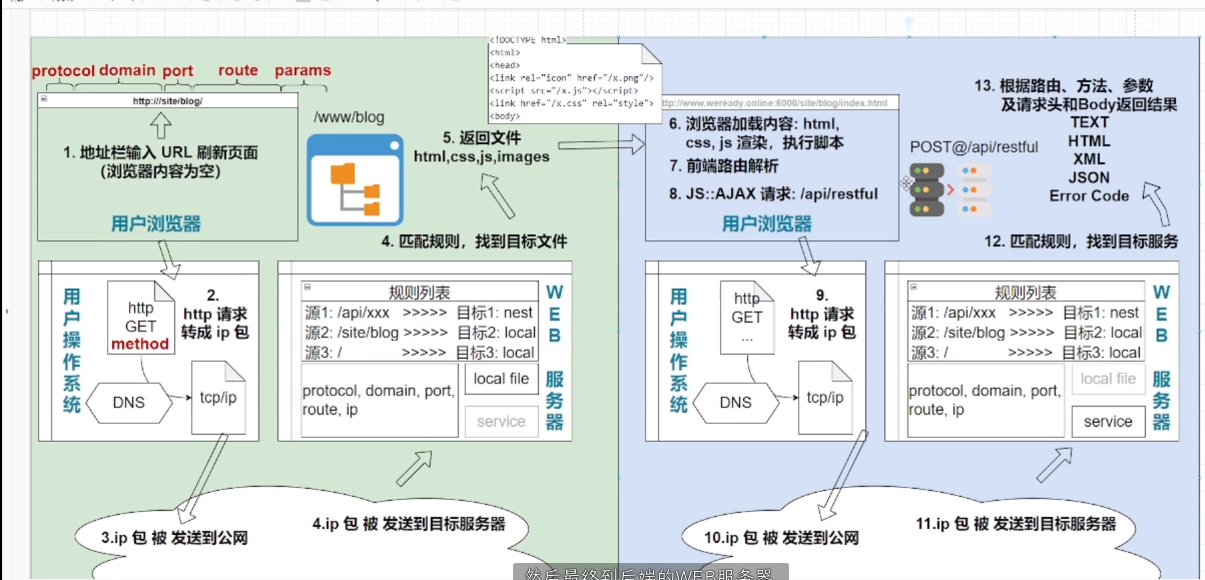 protocol domain port route params
http:///site/blog/
1. 地址栏输入 URL 刷新页面
(浏览器内容为空)
用户浏览器
/www/blog
<!DOCTYPE html>
<html>
<head>
<link rel="icon" href="/x.png"/>
<script src="/x.js"></script>
<link href="/x.css" rel="style">
<body>
5. 返回文件
html,css,js,images
4. 匹配规则，找到目标文件
用户操作系统
http
GET
method
2.
http 请求
转成 ip 包
DNS
tcp/ip
规则列表
源1: /api/xxx >>>>> 目标1: nest
源2: /site/blog >>>>> 目标2: local
源3: / >>>>> 目标3: local
protocol, domain, port,
route, ip
local file
service
WEB 服务器
3.ip 包 被 发送到公网
4.ip 包 被 发送到目标服务器
http://www.weready.online:6000/site/blog/index.html
6. 浏览器加载内容: html,
css, js 渲染，执行脚本
7. 前端路由解析
8. JS::AJAX 请求: /api/restful
用户浏览器
POST@/api/restful
13. 根据路由、方法、参数
及请求头和Body返回结果
TEXT
HTML
XML
JSON
Error Code
12. 匹配规则，找到目标服务
用户操作系统
http
GET
...
9.
http 请求
转成 ip 包
DNS
tcp/ip
规则列表
源1: /api/xxx >>>>> 目标1: nest
源2: /site/blog >>>>> 目标2: local
源3: / >>>>> 目标3: local
protocol, domain, port,
route, ip
local file
service
WEB 服务器
10.ip 包 被 发送到公网
11.ip 包 被 发送到目标服务器
然后最终到后端的WEB服务器